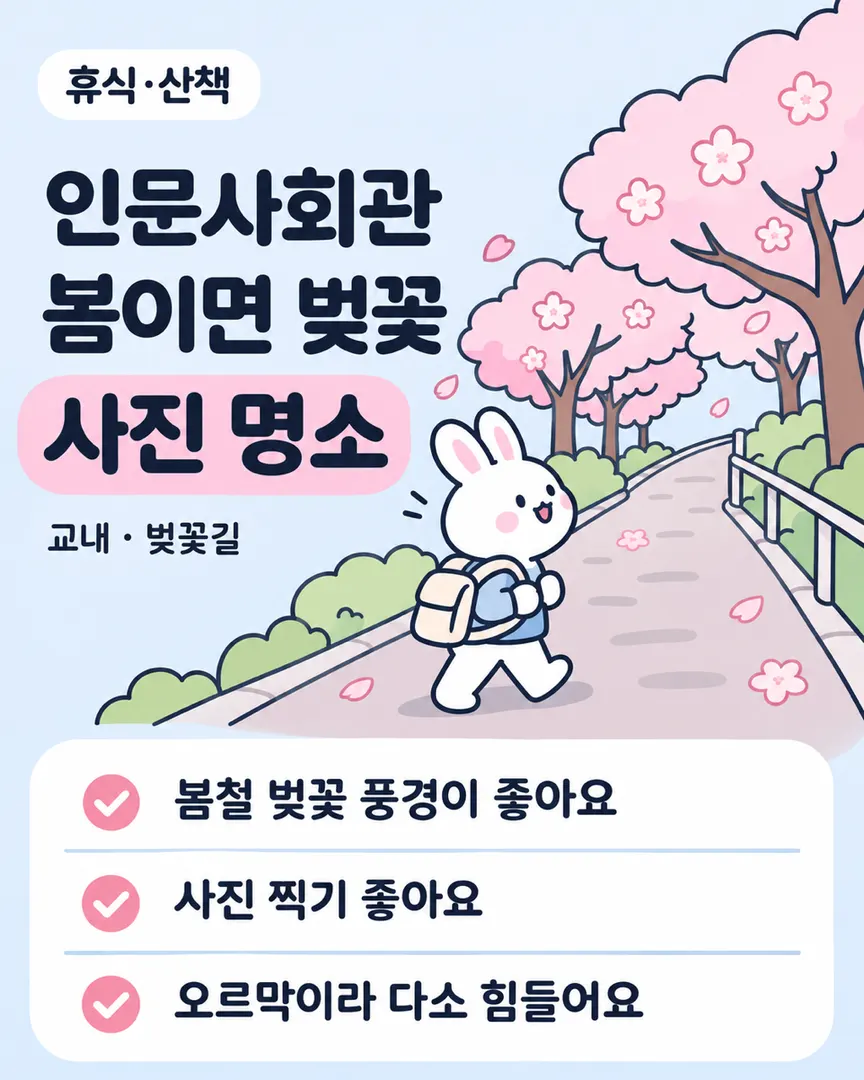 휴식·산책
인문사회관
봄이면 벚꽃
사진 명소
교내 · 벚꽃길
봄철 벚꽃 풍경이 좋아요
사진 찍기 좋아요
오르막이라 다소 힘들어요